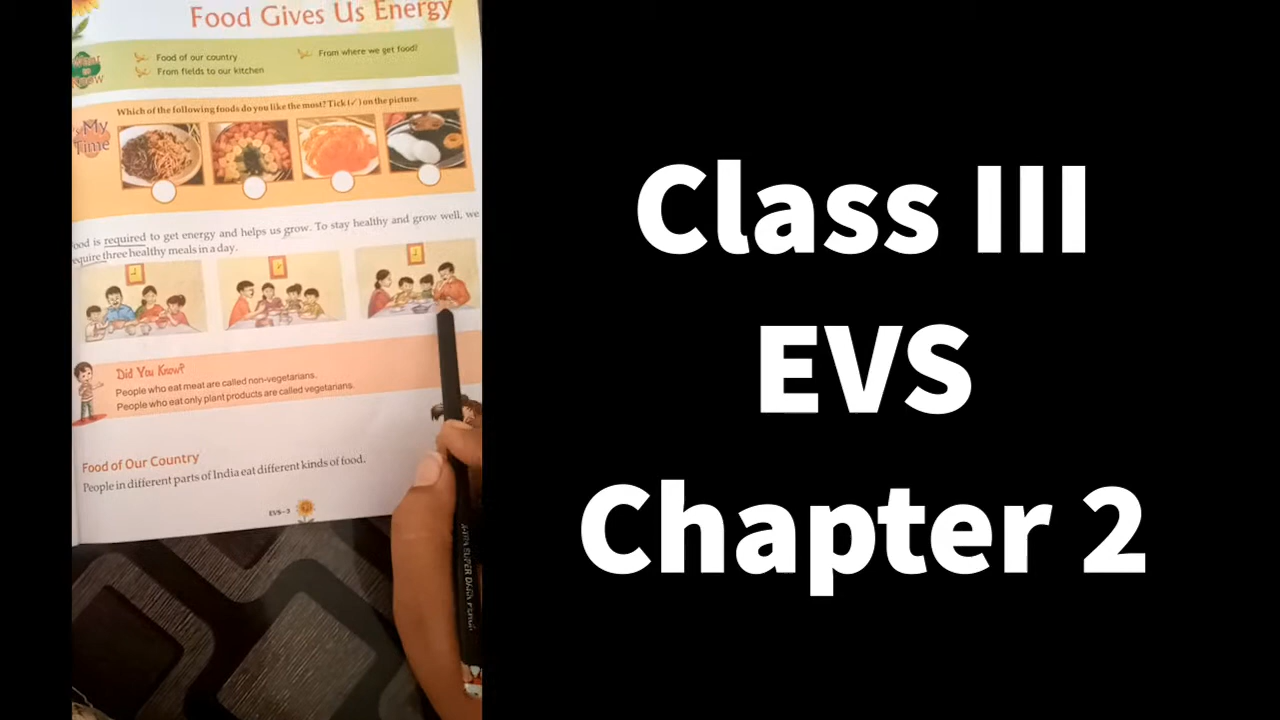 Food Gives Us Energy
Food of our country
From where we get food!
From fields to our kitchen
Know
Which of the following foods do you like the most? Tick (✓) on the picture.
My
Time
ood is required to get energy and helps us grow. To stay healthy and grow well, we
equire three healthy meals in a day.
Did You Know?
People who eat meat are called non-vegetarians.
People who eat only plant products are called vegetarians.
Food of Our Country
People in different parts of India eat different kinds of food.
EVS-3
SUPER DARK
Class III
EVS
Chapter 2